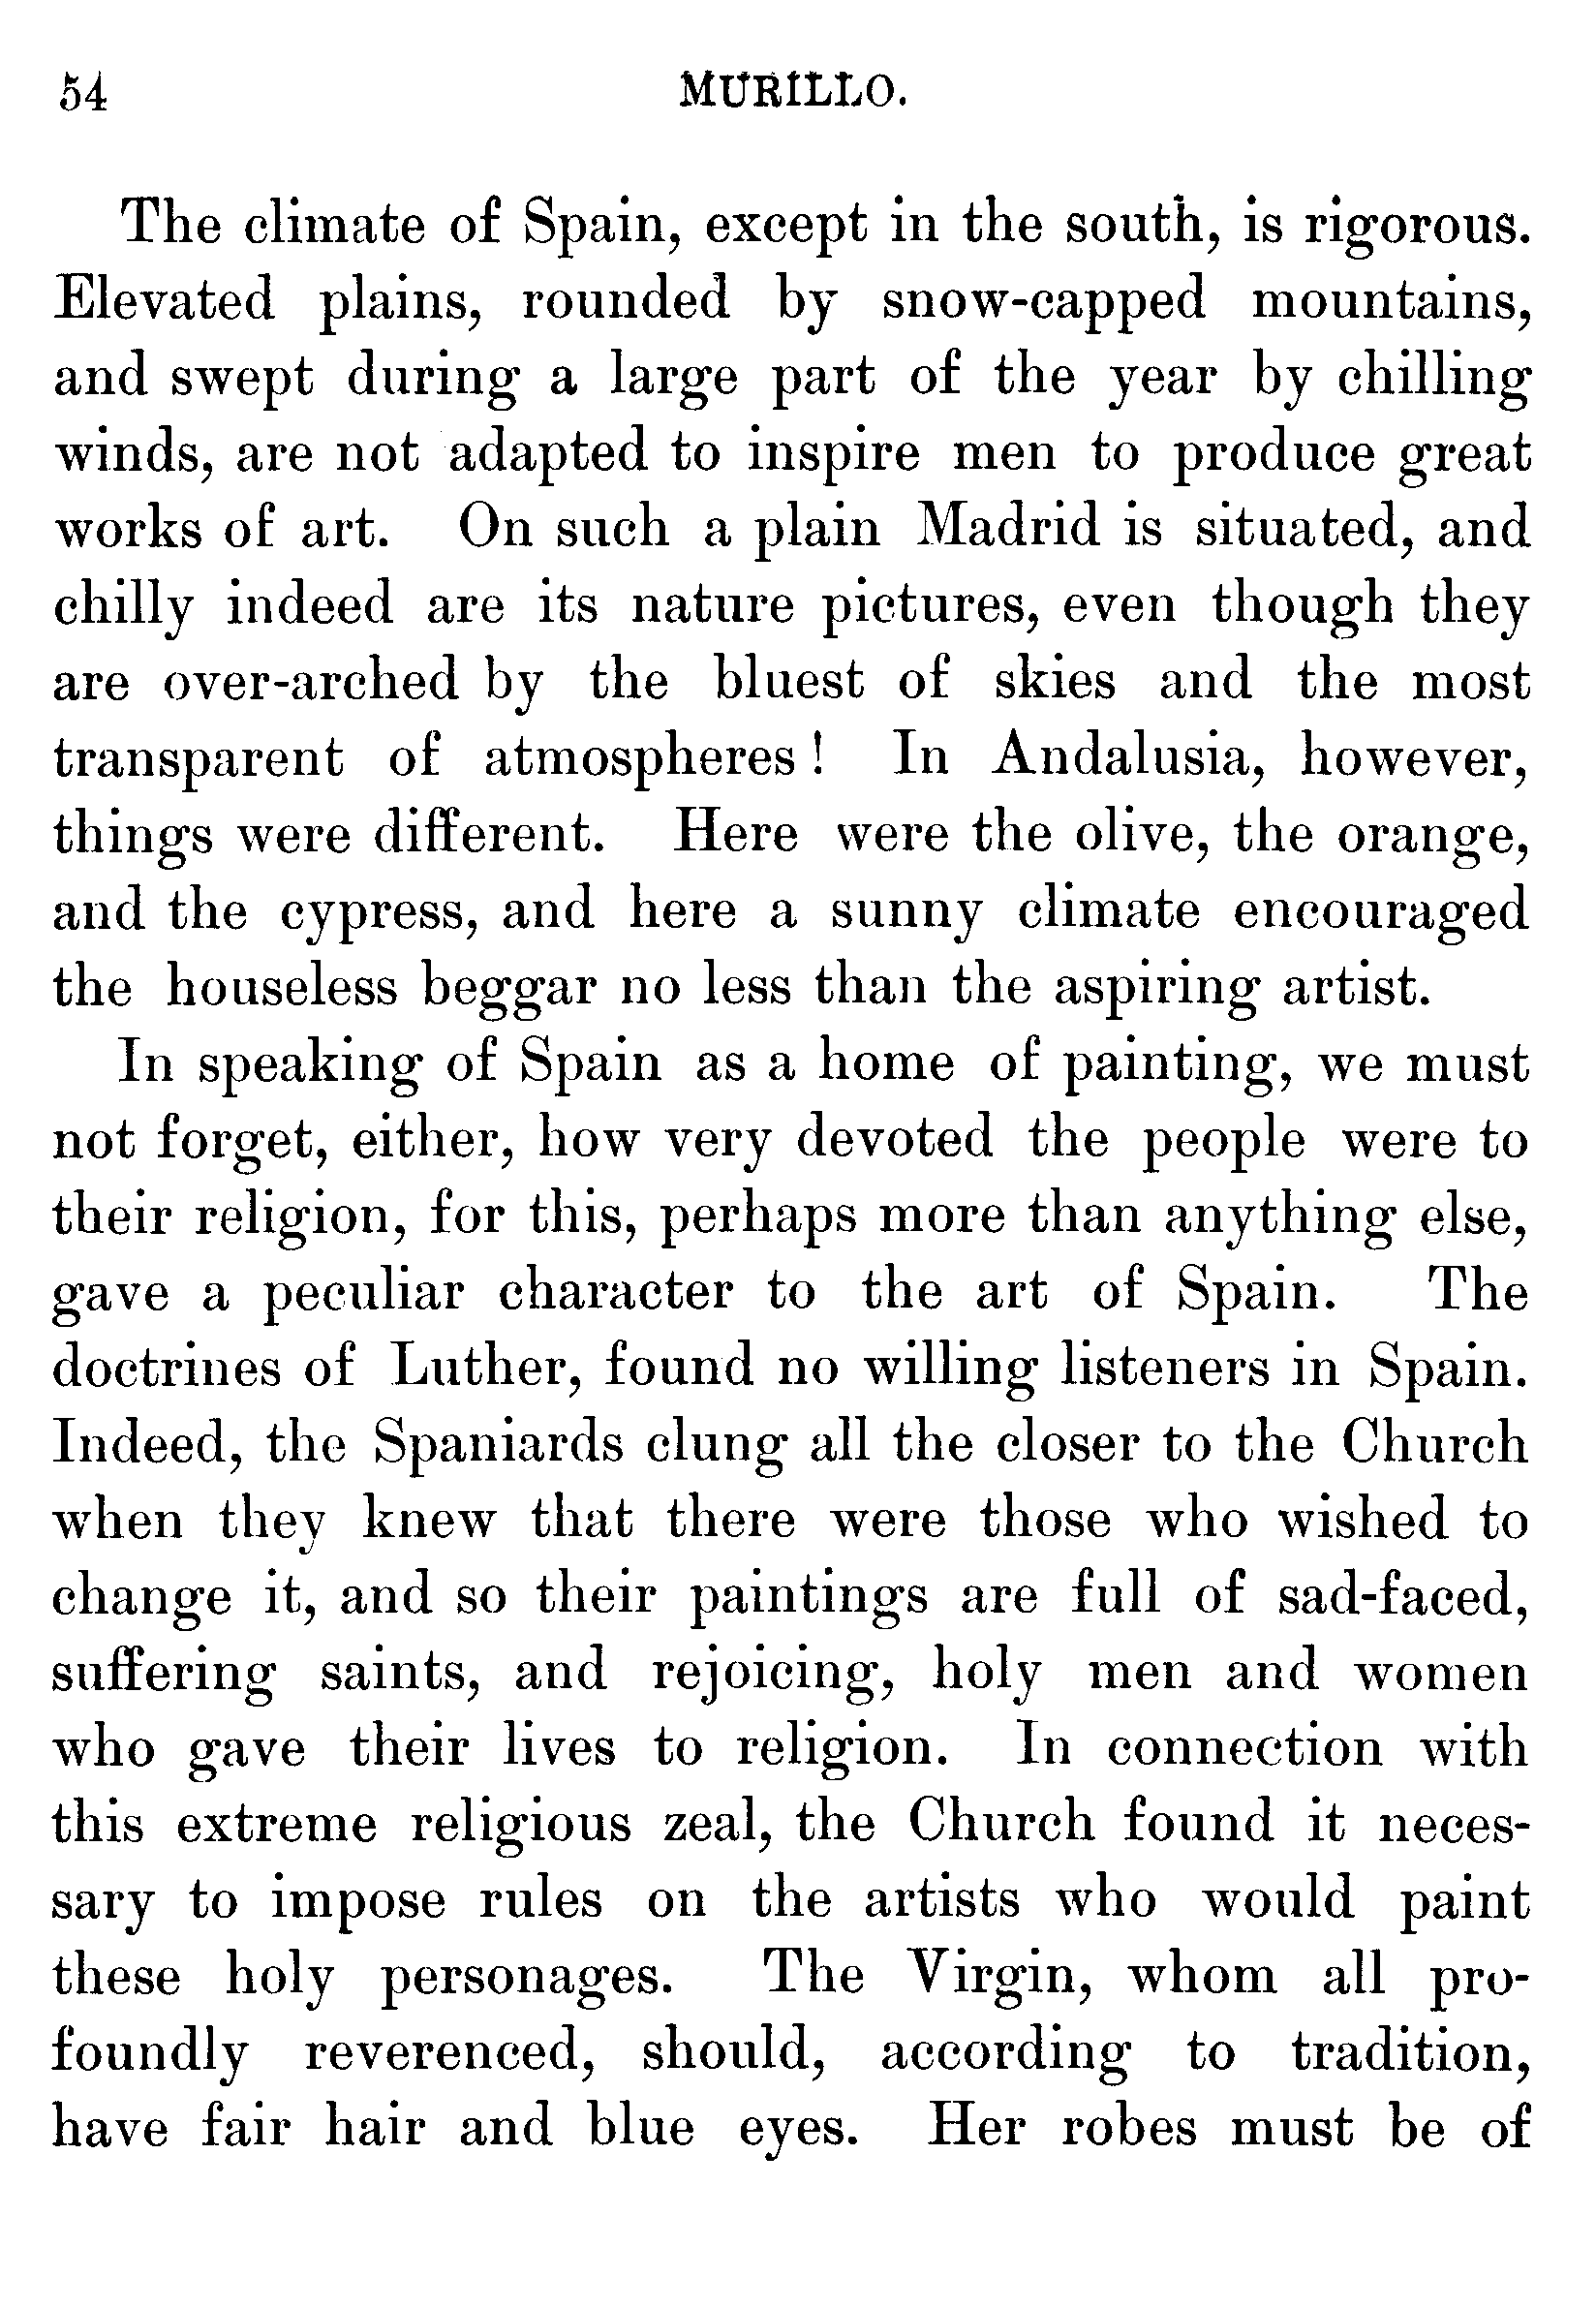 54 MURILLO.
The climate of Spain, except in the south, is rigorous.
Elevated plains, rounded by snow-capped mountains,
and swept during a large part of the year by chilling
winds, are not adapted to inspire men to produce great
works of art. On such a plain Madrid is situated, and
chilly indeed are its nature pictures, even though they
are over-arched by the bluest of skies and the most
transparent of atmospheres! In Andalusia, however,
things were different. Here were the olive, the orange,
and the cypress, and here a sunny climate encouraged
the houseless beggar no less than the aspiring artist.
In speaking of Spain as a home of painting, we must
not forget, either, how very devoted the people were to
their religion, for this, perhaps more than anything else,
gave a peculiar character to the art of Spain. The
doctrines of Luther, found no willing listeners in Spain.
Indeed, the Spaniards clung all the closer to the Church
when they knew that there were those who wished to
change it, and so their paintings are full of sad-faced,
suffering saints, and rejoicing, holy men and women
who gave their lives to religion. In connection with
this extreme religious zeal, the Church found it neces-
sary to impose rules on the artists who would paint
these holy personages. The Virgin, whom all pro-
foundly reverenced, should, according to tradition,
have fair hair and blue eyes. Her robes must be of